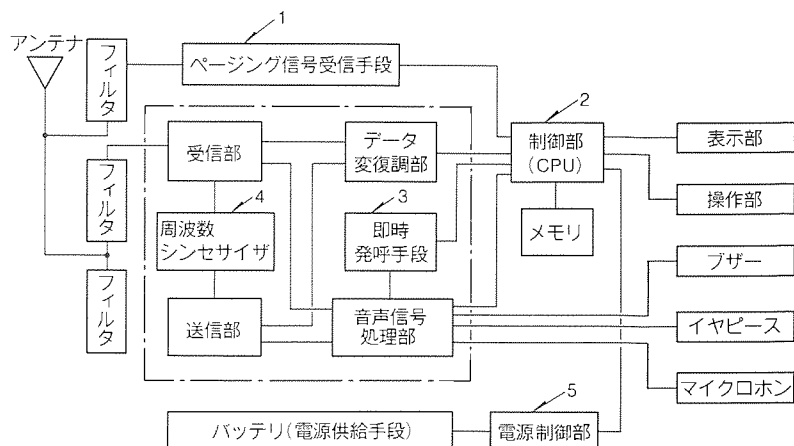 1
アンテナ
フィルタ
ページング信号受信手段
2
受信部
データ
変復調部
制御部
(CPU)
表示部
フィルタ
4
3
操作部
周波数
シンセサイザ
即時
発呼手段
メモリ
ブザー
フィルタ
送信部
音声信号
処理部
イヤピース
マイクロホン
5
バッテリ(電源供給手段)
電源制御部